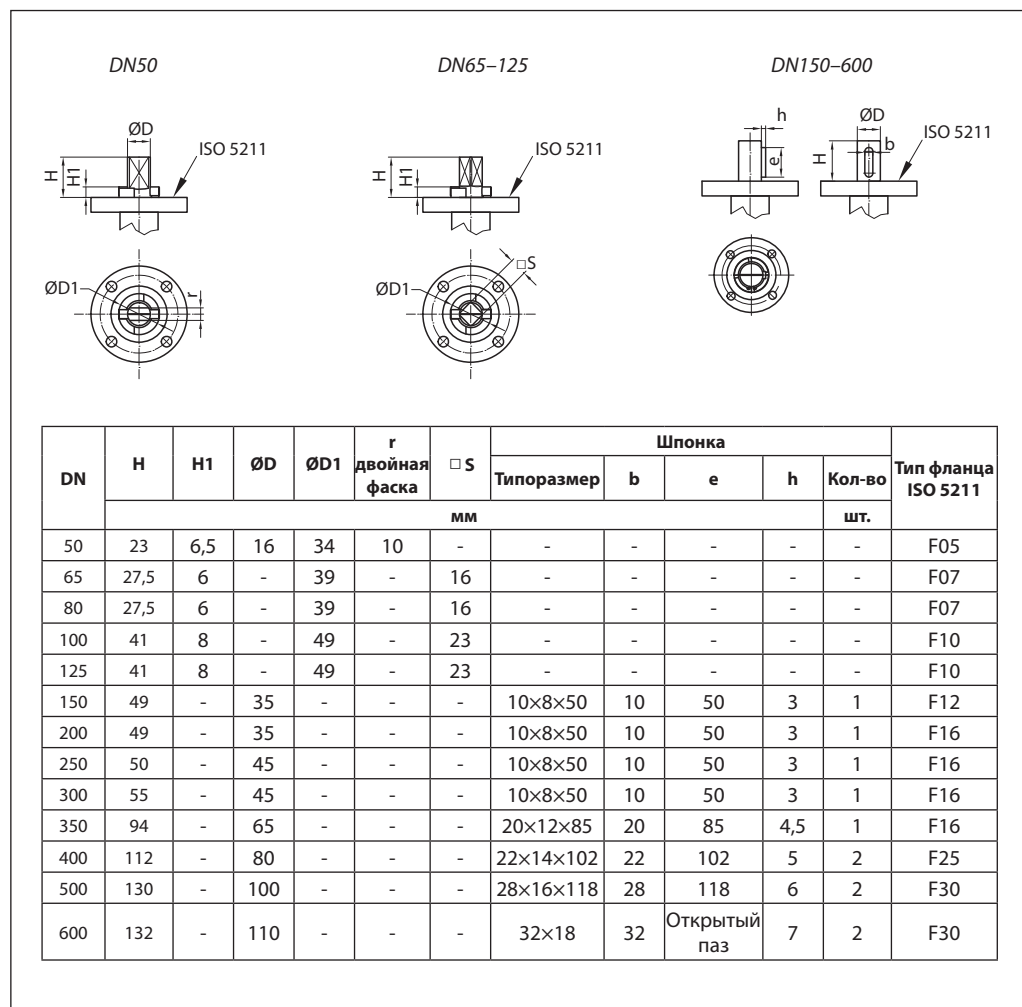 DN50 DN65–125 DN150–600
ØD
ISO 5211
H
H1
ØD1
r
ISO 5211
H
H1
□S
ØD1
h
e
ØD
ISO 5211
H
b
DN H H1 ØD ØD1 r двойная фаска □ S Шпонка Тип фланца ISO 5211
Типоразмер b e h Кол-во
мм шт.
50 23 6,5 16 34 10 - - - - - - F05
65 27,5 6 - 39 - 16 - - - - - F07
80 27,5 6 - 39 - 16 - - - - - F07
100 41 8 - 49 - 23 - - - - - F10
125 41 8 - 49 - 23 - - - - - F10
150 49 - 35 - - - 10×8×50 10 50 3 1 F12
200 49 - 35 - - - 10×8×50 10 50 3 1 F16
250 50 - 45 - - - 10×8×50 10 50 3 1 F16
300 55 - 45 - - - 10×8×50 10 50 3 1 F16
350 94 - 65 - - - 20×12×85 20 85 4,5 1 F16
400 112 - 80 - - - 22×14×102 22 102 5 2 F25
500 130 - 100 - - - 28×16×118 28 118 6 2 F30
600 132 - 110 - - - 32×18 32 Открытый паз 7 2 F30